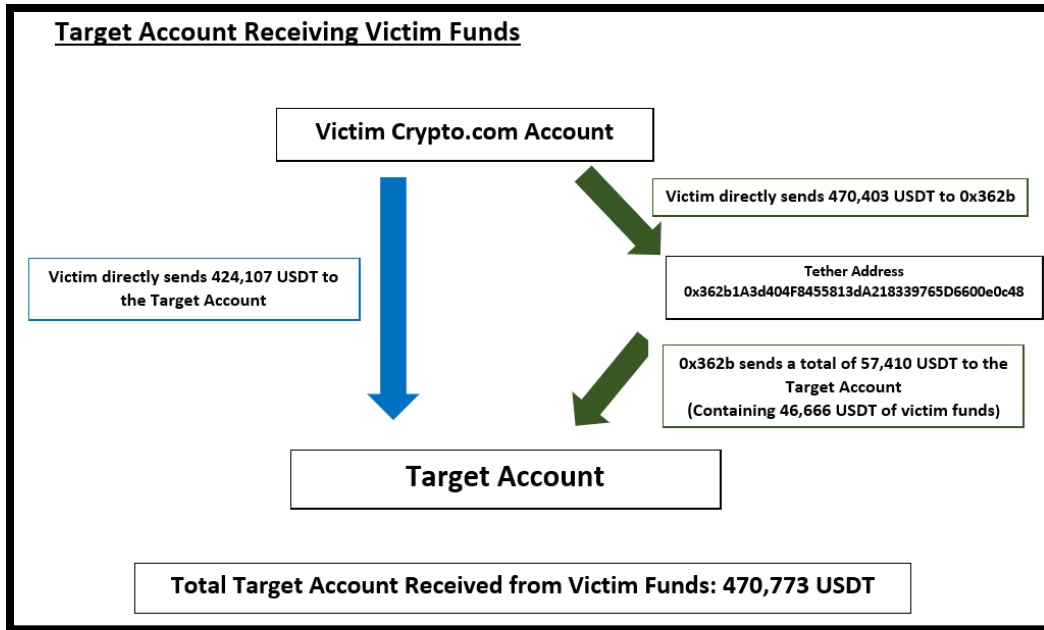 Target Account Receiving Victim Funds
Victim Crypto.com Account
Victim directly sends 470,403 USDT to 0x362b
Victim directly sends 424,107 USDT to
the Target Account
Tether Address
0x362b1A3d404F8455813dA218339765D6600e0c48
0x362b sends a total of 57,410 USDT to the
Target Account
(Containing 46,666 USDT of victim funds)
Target Account
Total Target Account Received from Victim Funds: 470,773 USDT